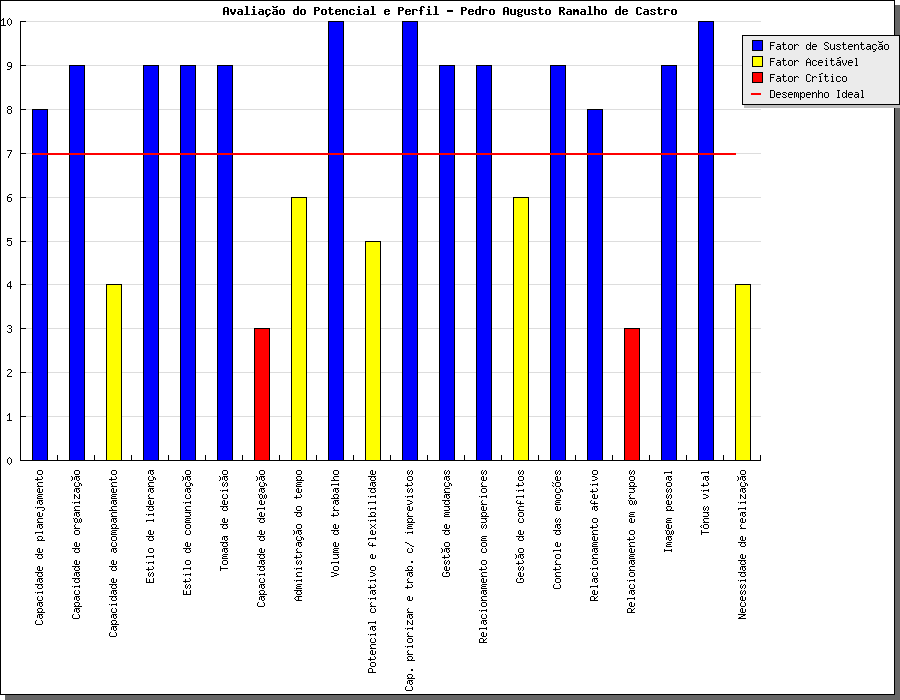 Avaliação do Potencial e Perfil - Pedro Augusto Ramalho de Castro
Fator de Sustentação
Fator Aceitável
Fator Crítico
Desempenho Ideal
10
9
8
7
6
5
4
3
2
1
0
Capacidade de planejamento
Capacidade de organização
Capacidade de acompanhamento
Estilo de liderança
Estilo de comunicação
Tomada de decisão
Capacidade de delegação
Administração do tempo
Volume de trabalho
Potencial criativo e flexibilidade
Cap. priorizar e trab. c/ imprevistos
Gestão de mudanças
Relacionamento com superiores
Gestão de conflitos
Controle das emoções
Relacionamento afetivo
Relacionamento em grupos
Imagem pessoal
Tônus vital
Necessidade de realização